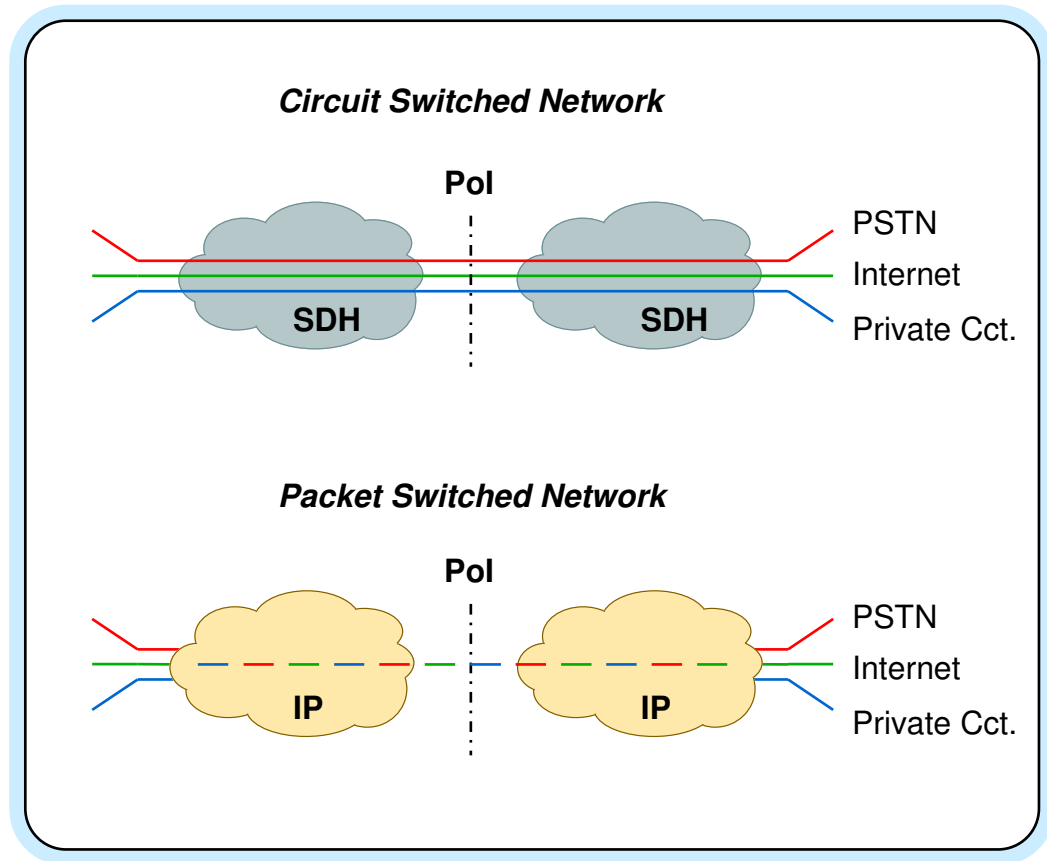 Circuit Switched Network
PoI
PSTN
Internet
Private Cct.
SDH
SDH
Packet Switched Network
PoI
PSTN
Internet
Private Cct.
IP
IP